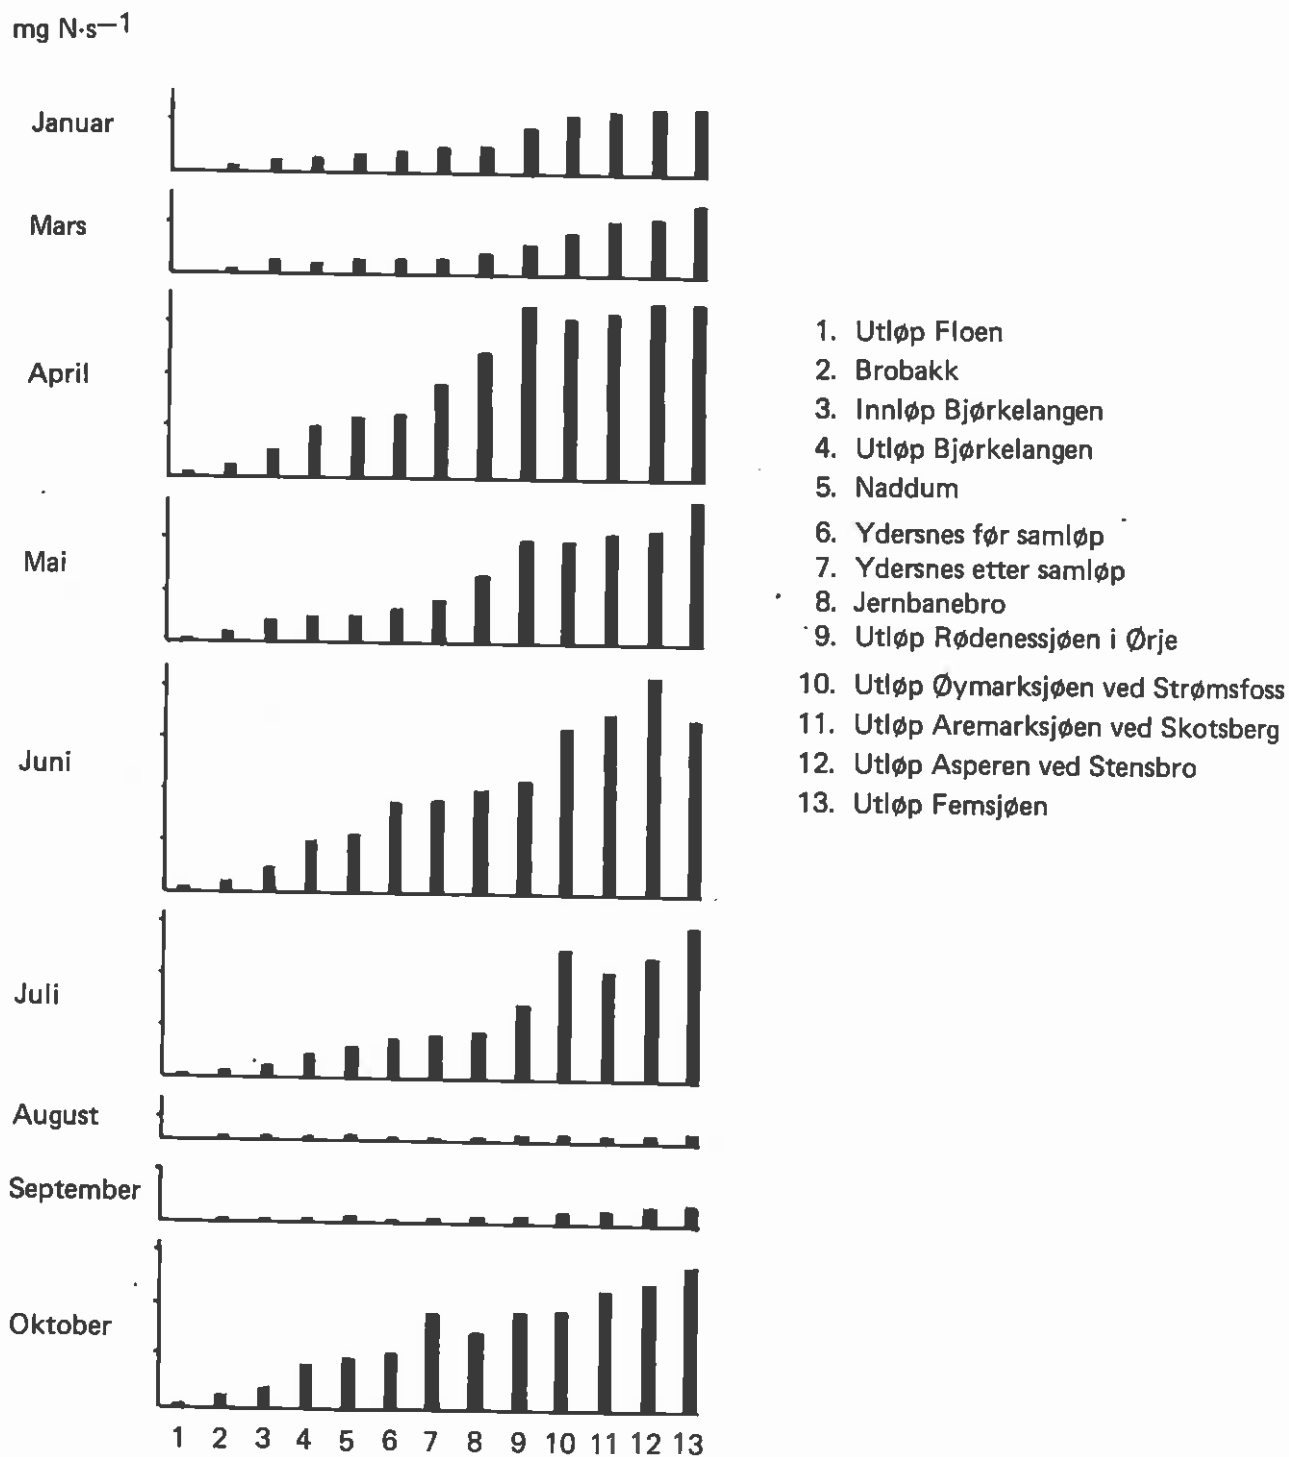 mg N·s—1
Januar
Mars
April
Mai
Juni
Juli
August
September
Oktober
1 2 3 4 5 6 7 8 9 10 11 12 13
1. Utløp Floen
2. Brobakk
3. Innløp Bjørkelangen
4. Utløp Bjørkelangen
5. Naddum
6. Ydersnes før samløp
7. Ydersnes etter samløp
8. Jernbanebro
9. Utløp Rødenessjøen i Ørje
10. Utløp Øymarksjøen ved Strømsfoss
11. Utløp Aremarksjøen ved Skotsberg
12. Utløp Asperen ved Stensbro
13. Utløp Femsjøen